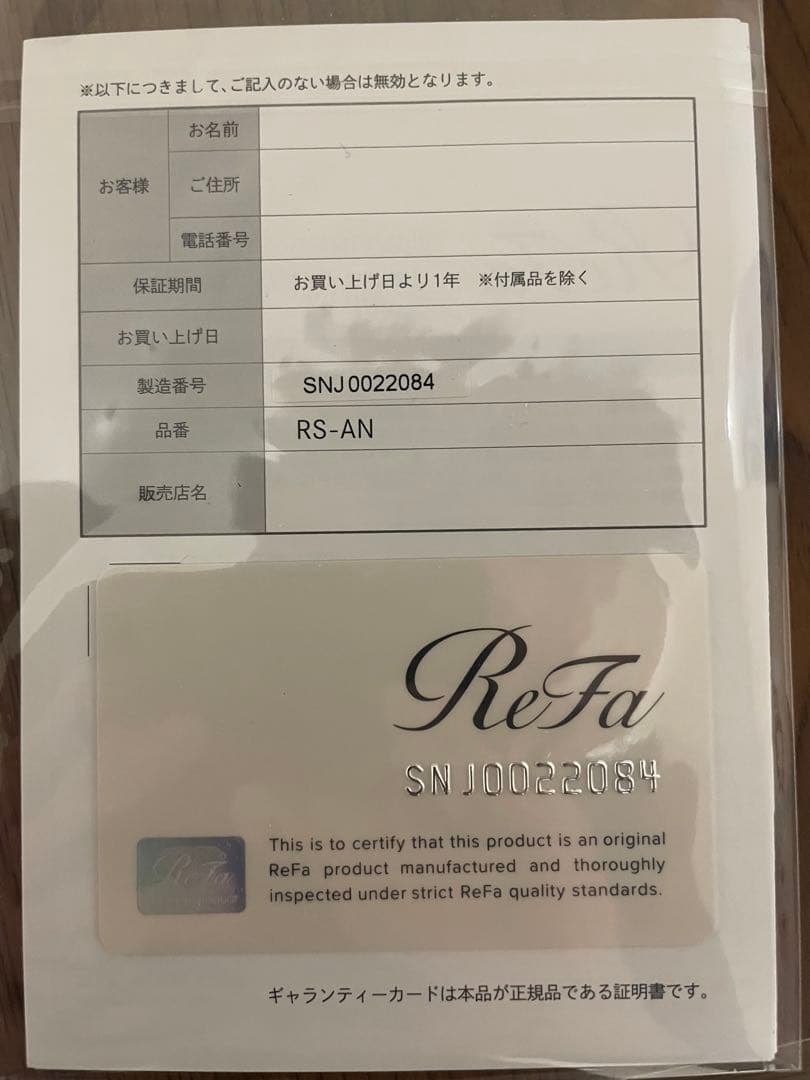 ※以下につきまして、ご記入のない場合は無効となります。
お客様
お名前
ご住所
電話番号
保証期間 お買い上げ日より1年 ※付属品を除く
お買い上げ日
製造番号 SNJ0022084
品番 RS-AN
販売店名
ReFa
SNJ0022084
This is to certify that this product is an original
ReFa product manufactured and thoroughly
inspected under strict ReFa quality standards.
ReFa
ギャランティーカードは本品が正規品である証明書です。